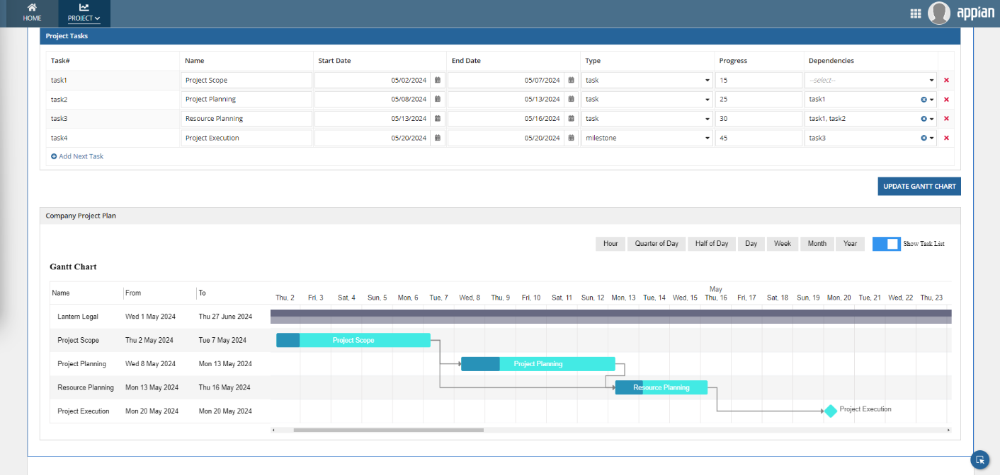 HOME
PROJECT
appian
Project Tasks
Task# Name Start Date End Date Type Progress Dependencies
task1 Project Scope 05/02/2024 05/07/2024 task 15 --select--
task2 Project Planning 05/08/2024 05/13/2024 task 25 task1
task3 Resource Planning 05/13/2024 05/16/2024 task 30 task1, task2
task4 Project Execution 05/20/2024 05/20/2024 milestone 45 task3
Add Next Task
UPDATE GANTT CHART
Company Project Plan
Hour Quarter of Day Half of Day Day Week Month Year Show Task List
Gantt Chart
Name From To
May
Thu, 2 Fri, 3 Sat, 4 Sun, 5 Mon, 6 Tue, 7 Wed, 8 Thu, 9 Fri, 10 Sat, 11 Sun, 12 Mon, 13 Tue, 14 Wed, 15 Thu, 16 Fri, 17 Sat, 18 Sun, 19 Mon, 20 Tue, 21 Wed, 22 Thu, 23
Lantern Legal Wed 1 May 2024 Thu 27 June 2024
Project Scope Thu 2 May 2024 Tue 7 May 2024 Project Scope
Project Planning Wed 8 May 2024 Mon 13 May 2024 Project Planning
Resource Planning Mon 13 May 2024 Thu 16 May 2024 Resource Planning
Project Execution Mon 20 May 2024 Mon 20 May 2024 Project Execution